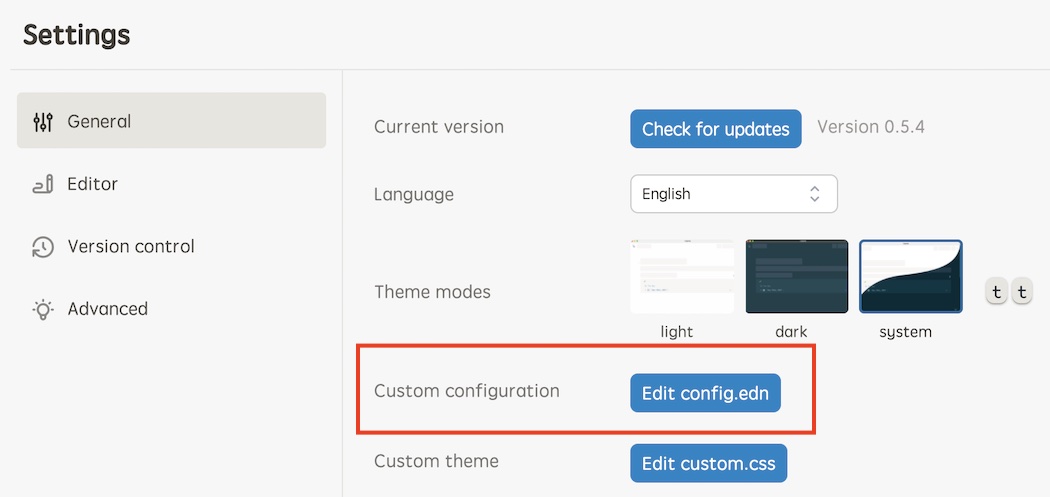 Settings
General
Editor
Version control
Advanced
Current version
Check for updates
Version 0.5.4
Language
English
Theme modes
light
dark
system
t t
Custom configuration
Edit config.edn
Custom theme
Edit custom.css